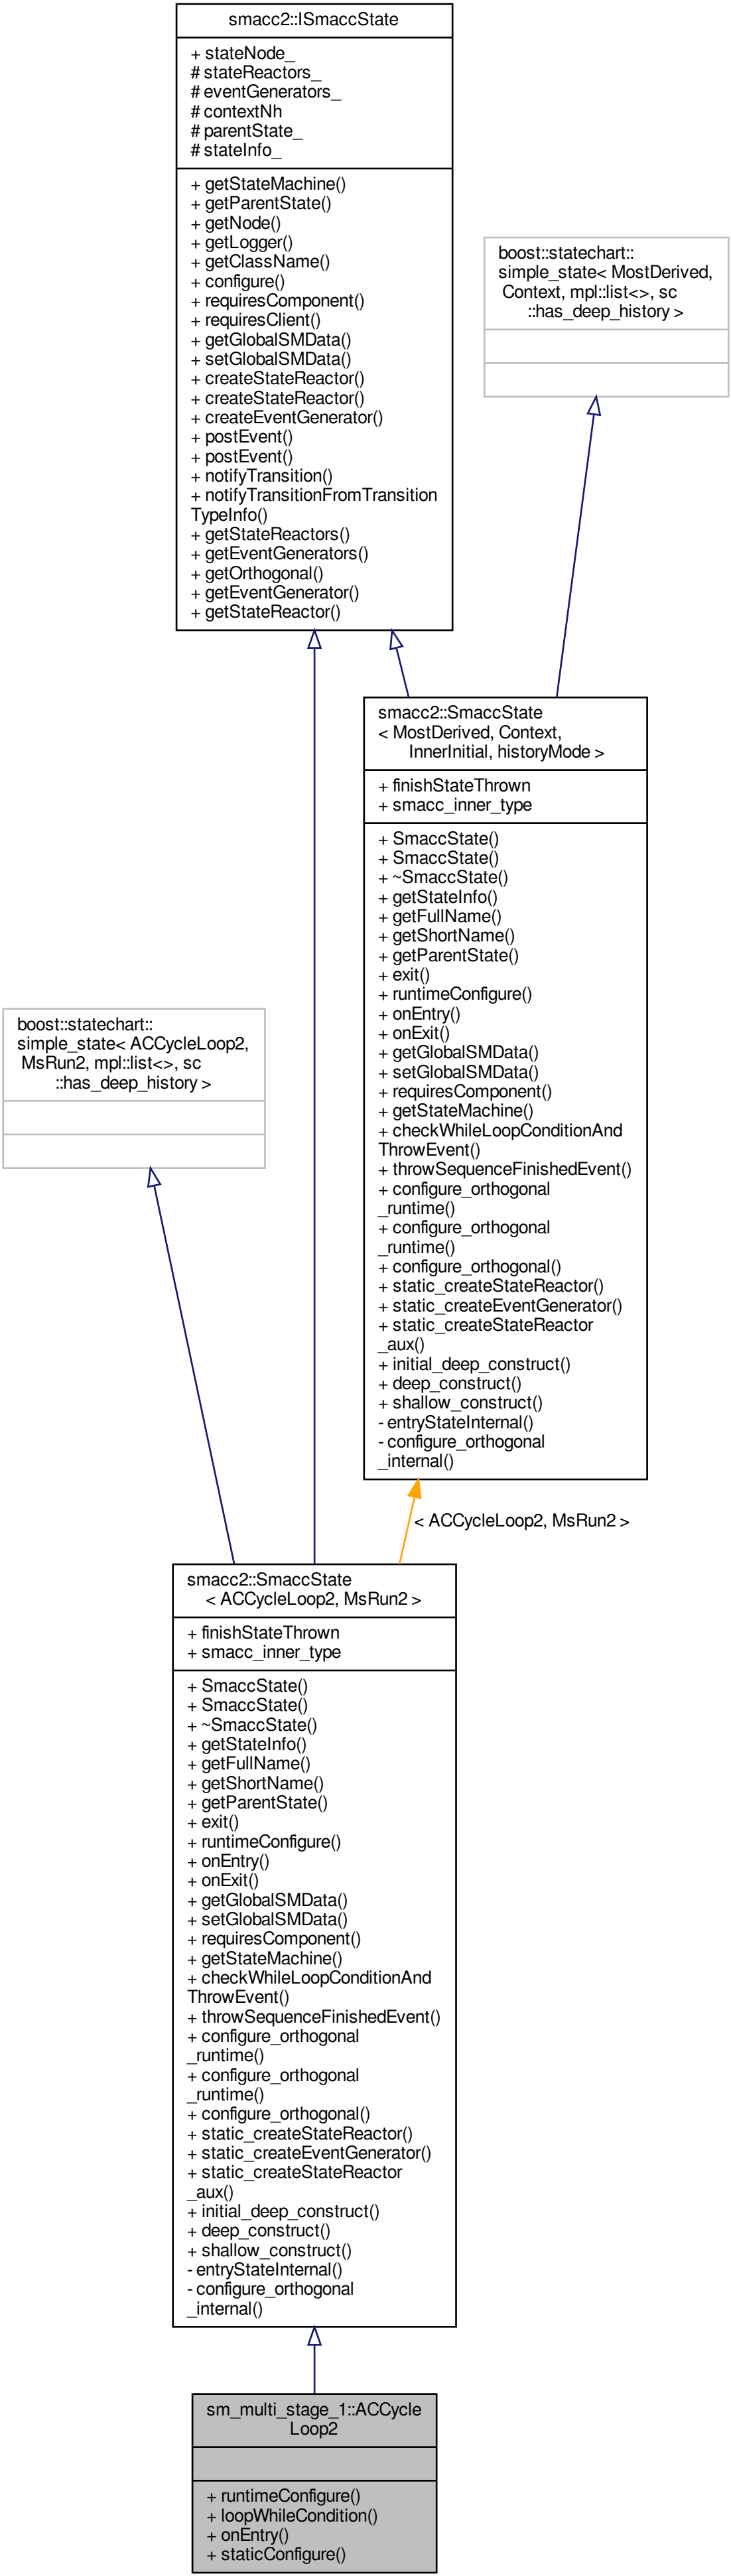 smacc2::ISmaccState
+ stateNode_
# stateReactors_
# eventGenerators_
# contextNh
# parentState_
# stateInfo_
+ getStateMachine()
+ getParentState()
+ getNode()
+ getLogger()
+ getClassName()
+ configure()
+ requiresComponent()
+ requiresClient()
+ getGlobalSMData()
+ setGlobalSMData()
+ createStateReactor()
+ createStateReactor()
+ createEventGenerator()
+ postEvent()
+ postEvent()
+ notifyTransition()
+ notifyTransitionFromTransition
TypeInfo()
+ getStateReactors()
+ getEventGenerators()
+ getOrthogonal()
+ getEventGenerator()
+ getStateReactor()
boost::statechart::
simple_state< MostDerived,
Context, mpl::list<>, sc
::has_deep_history >
smacc2::SmaccState
< MostDerived, Context,
InnerInitial, historyMode >
+ finishStateThrown
+ smacc_inner_type
+ SmaccState()
+ SmaccState()
+ ~SmaccState()
+ getStateInfo()
+ getFullName()
+ getShortName()
+ getParentState()
+ exit()
+ runtimeConfigure()
+ onEntry()
+ onExit()
+ getGlobalSMData()
+ setGlobalSMData()
+ requiresComponent()
+ getStateMachine()
+ checkWhileLoopConditionAnd
ThrowEvent()
+ throwSequenceFinishedEvent()
+ configure_orthogonal
_runtime()
+ configure_orthogonal
_runtime()
+ configure_orthogonal()
+ static_createStateReactor()
+ static_createEventGenerator()
+ static_createStateReactor
_aux()
+ initial_deep_construct()
+ deep_construct()
+ shallow_construct()
- entryStateInternal()
- configure_orthogonal
_internal()
boost::statechart::
simple_state< ACCycleLoop2,
MsRun2, mpl::list<>, sc
::has_deep_history >
< ACCycleLoop2, MsRun2 >
smacc2::SmaccState
< ACCycleLoop2, MsRun2 >
+ finishStateThrown
+ smacc_inner_type
+ SmaccState()
+ SmaccState()
+ ~SmaccState()
+ getStateInfo()
+ getFullName()
+ getShortName()
+ getParentState()
+ exit()
+ runtimeConfigure()
+ onEntry()
+ onExit()
+ getGlobalSMData()
+ setGlobalSMData()
+ requiresComponent()
+ getStateMachine()
+ checkWhileLoopConditionAnd
ThrowEvent()
+ throwSequenceFinishedEvent()
+ configure_orthogonal
_runtime()
+ configure_orthogonal
_runtime()
+ configure_orthogonal()
+ static_createStateReactor()
+ static_createEventGenerator()
+ static_createStateReactor
_aux()
+ initial_deep_construct()
+ deep_construct()
+ shallow_construct()
- entryStateInternal()
- configure_orthogonal
_internal()
sm_multi_stage_1::ACCycle
Loop2
+ runtimeConfigure()
+ loopWhileCondition()
+ onEntry()
+ staticConfigure()